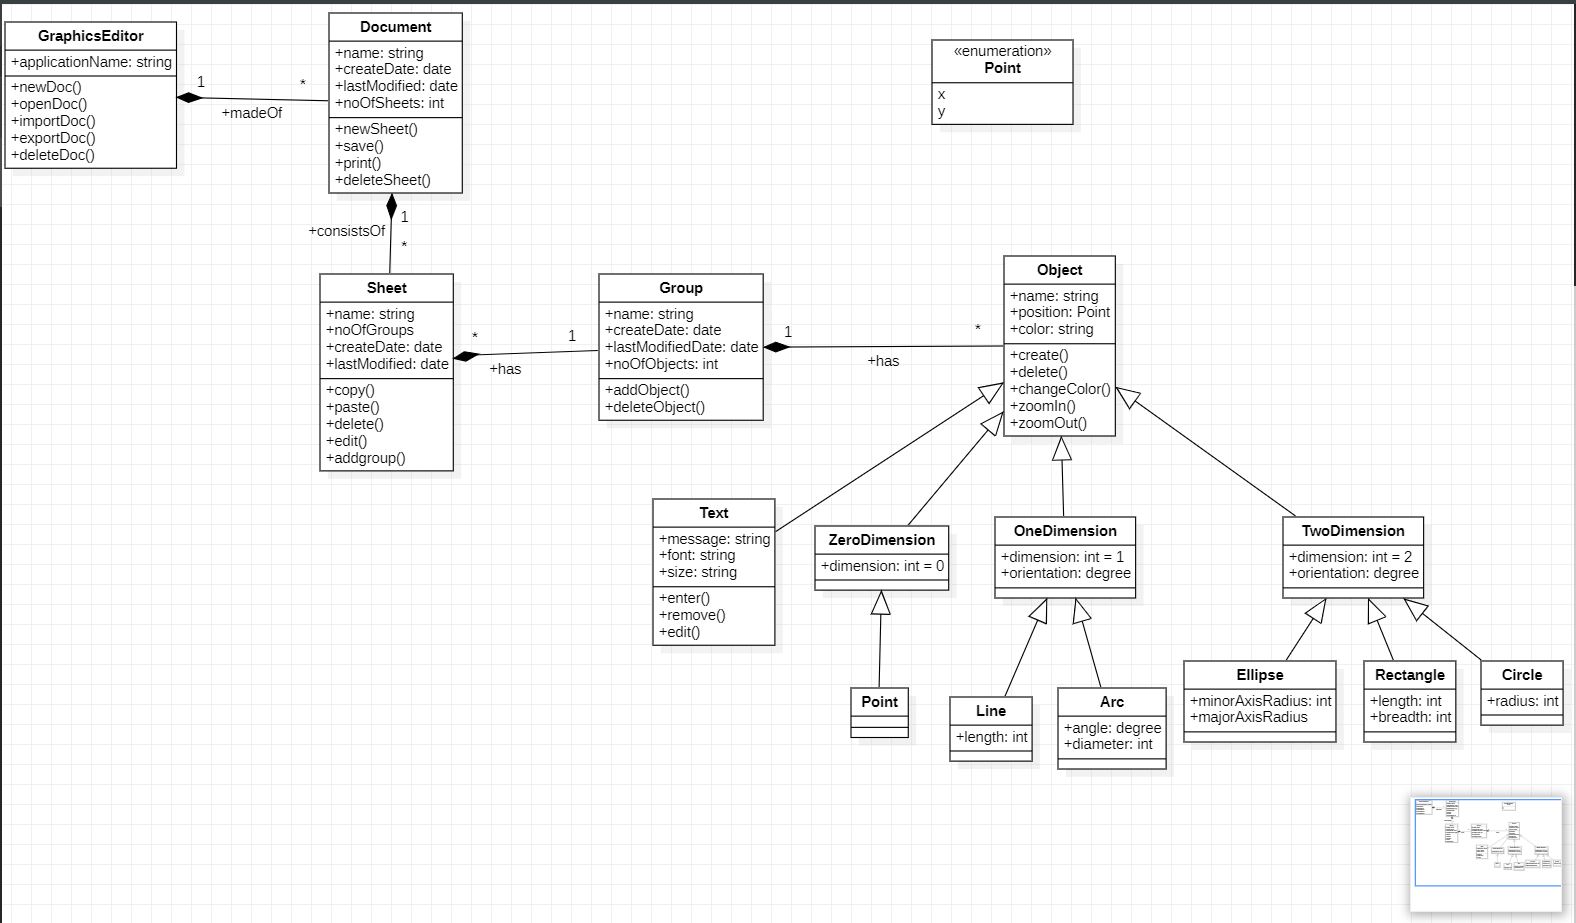 GraphicsEditor
+applicationName: string
+newDoc()
+openDoc()
+importDoc()
+exportDoc()
+deleteDoc()
1
*
+madeOf
Document
+name: string
+createDate: date
+lastModified: date
+noOfSheets: int
+newSheet()
+save()
+print()
+deleteSheet()
«enumeration»
Point
x
y
1
+consistsOf
*
Sheet
+name: string
+noOfGroups
+createDate: date
+lastModified: date
+copy()
+paste()
+delete()
+edit()
+addgroup()
*
1
+has
Group
+name: string
+createDate: date
+lastModifiedDate: date
+noOfObjects: int
+addObject()
+deleteObject()
1
*
+has
Object
+name: string
+position: Point
+color: string
+create()
+delete()
+changeColor()
+zoomIn()
+zoomOut()
Text
+message: string
+font: string
+size: string
+enter()
+remove()
+edit()
ZeroDimension
+dimension: int = 0
OneDimension
+dimension: int = 1
+orientation: degree
TwoDimension
+dimension: int = 2
+orientation: degree
Point
Line
+length: int
Arc
+angle: degree
+diameter: int
Ellipse
+minorAxisRadius: int
+majorAxisRadius
Rectangle
+length: int
+breadth: int
Circle
+radius: int